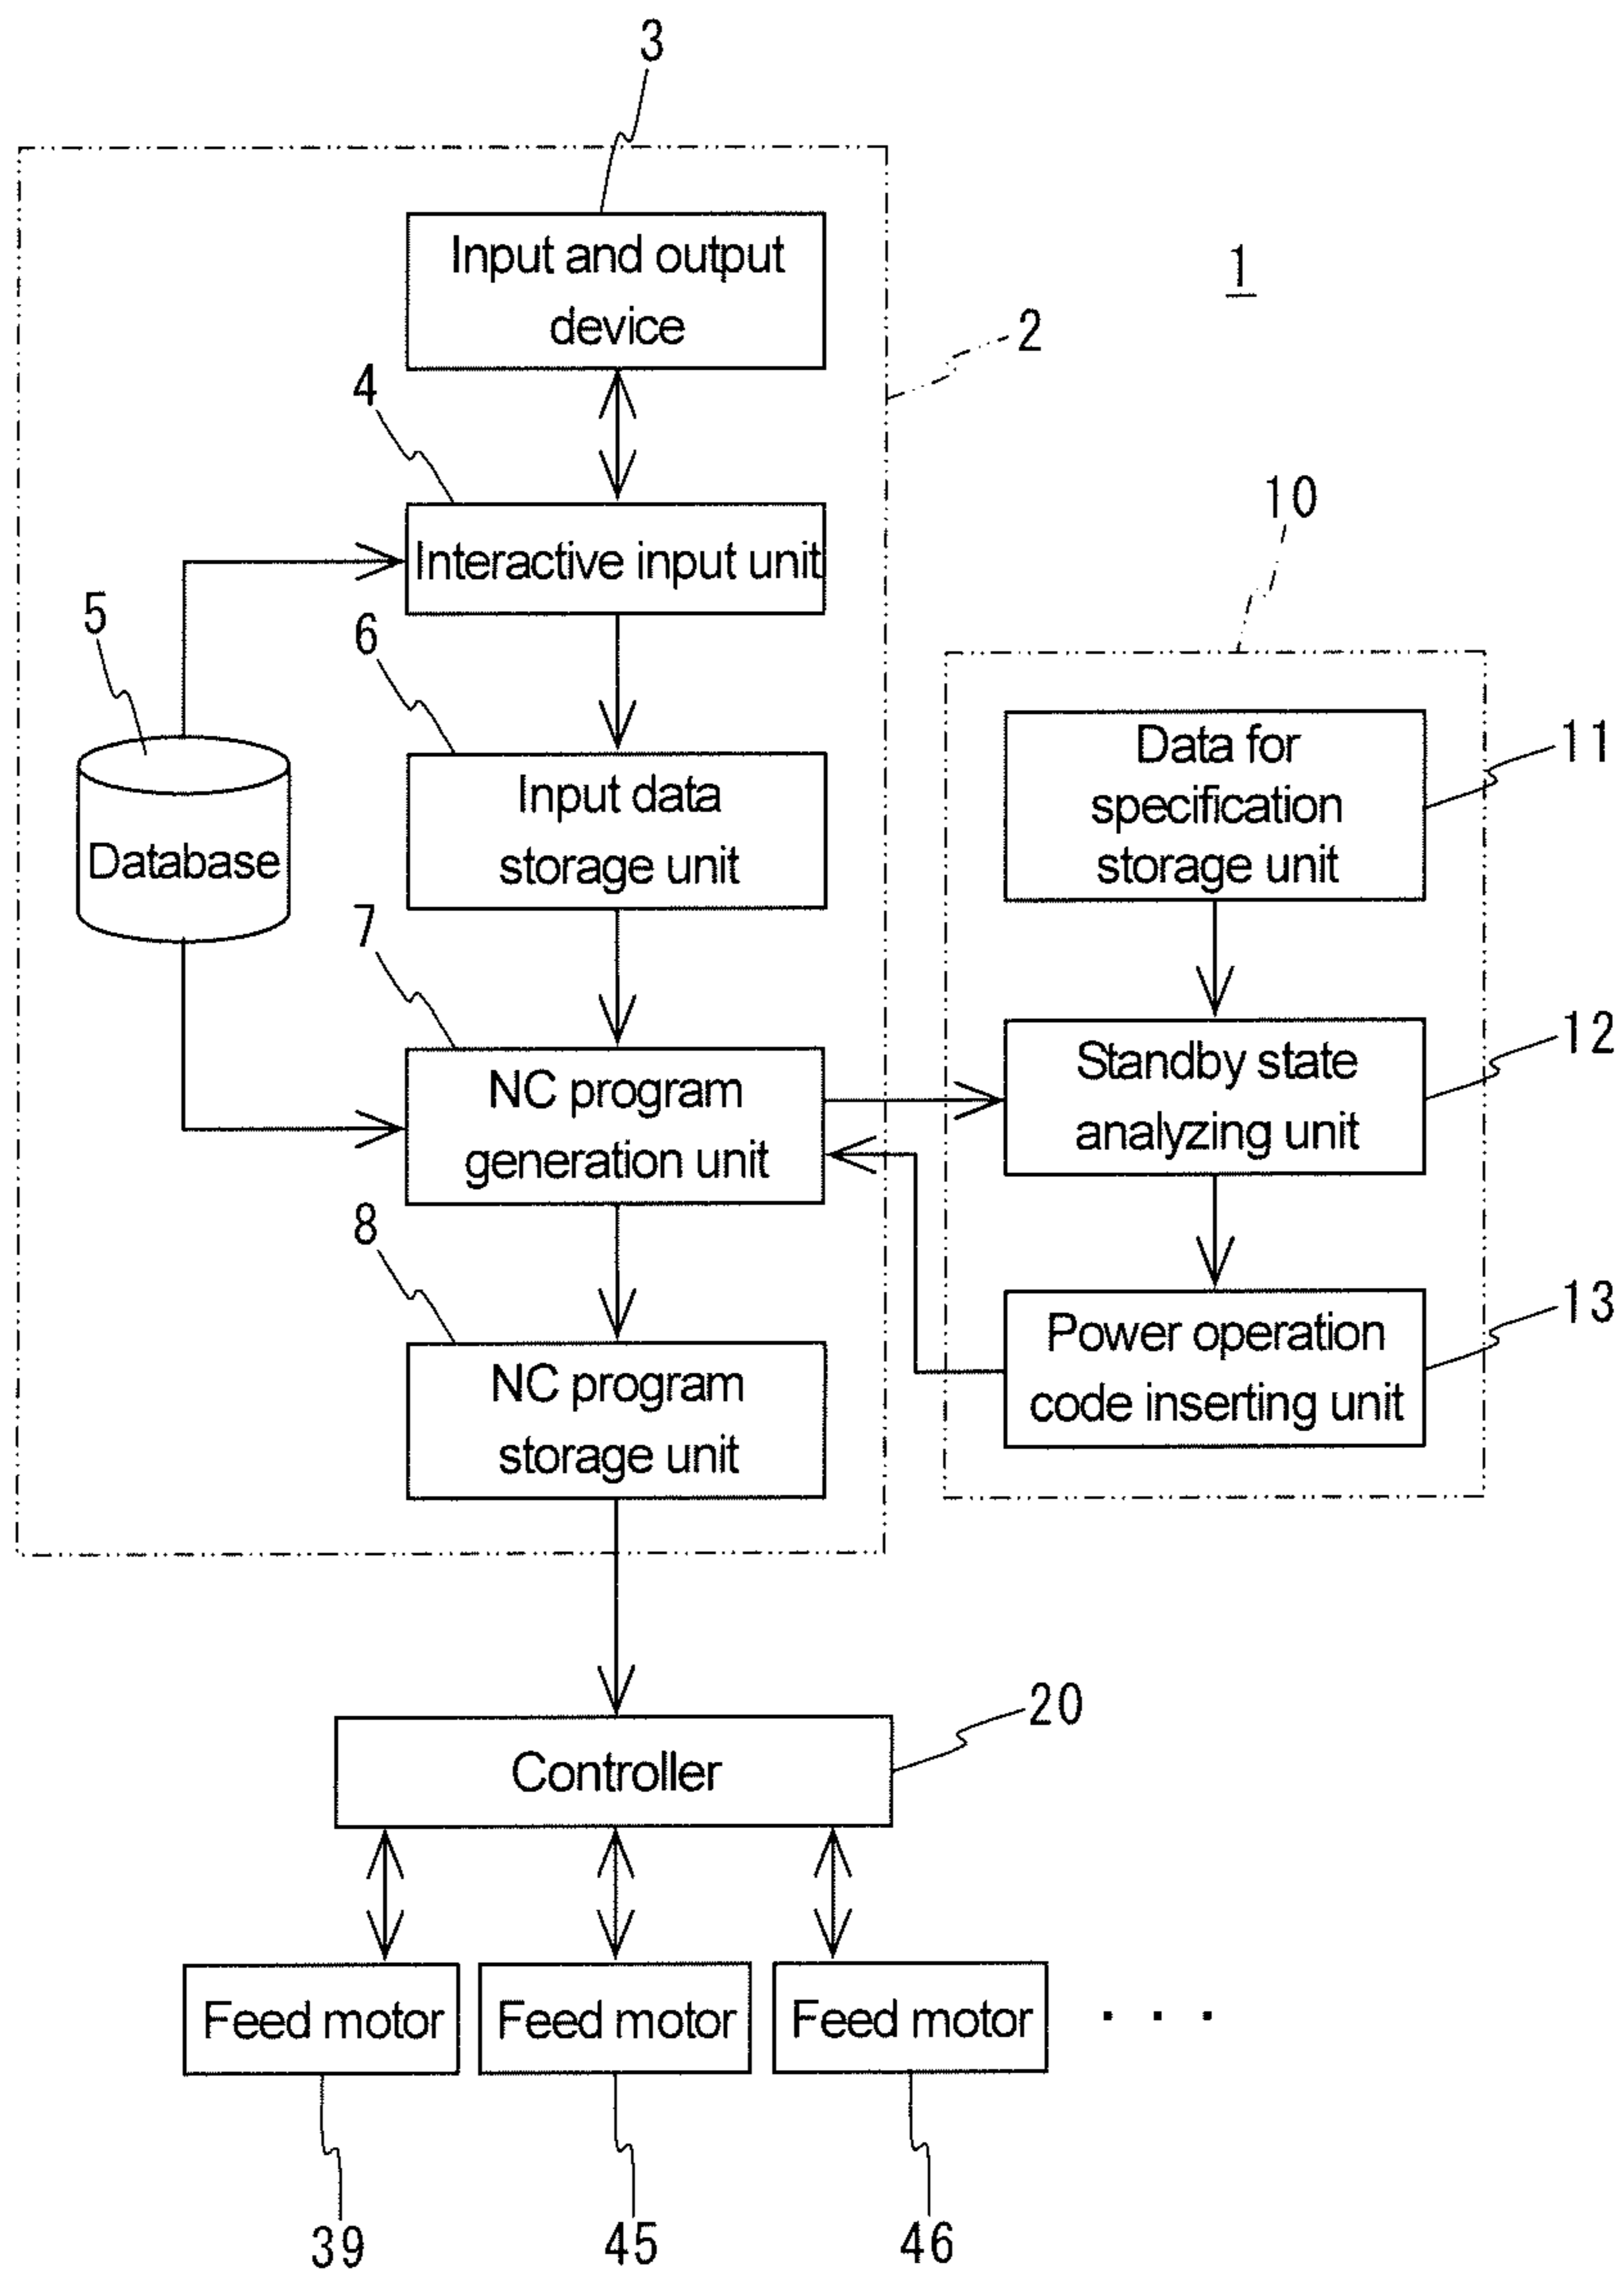 3
Input and output
device
1
2
4
Interactive input unit
10
5
6
Database
Input data
storage unit
Data for
specification
storage unit
11
7
NC program
generation unit
Standby state
analyzing unit
12
8
NC program
storage unit
Power operation
code inserting unit
13
Controller
20
Feed motor
Feed motor
Feed motor
. . .
39
45
46